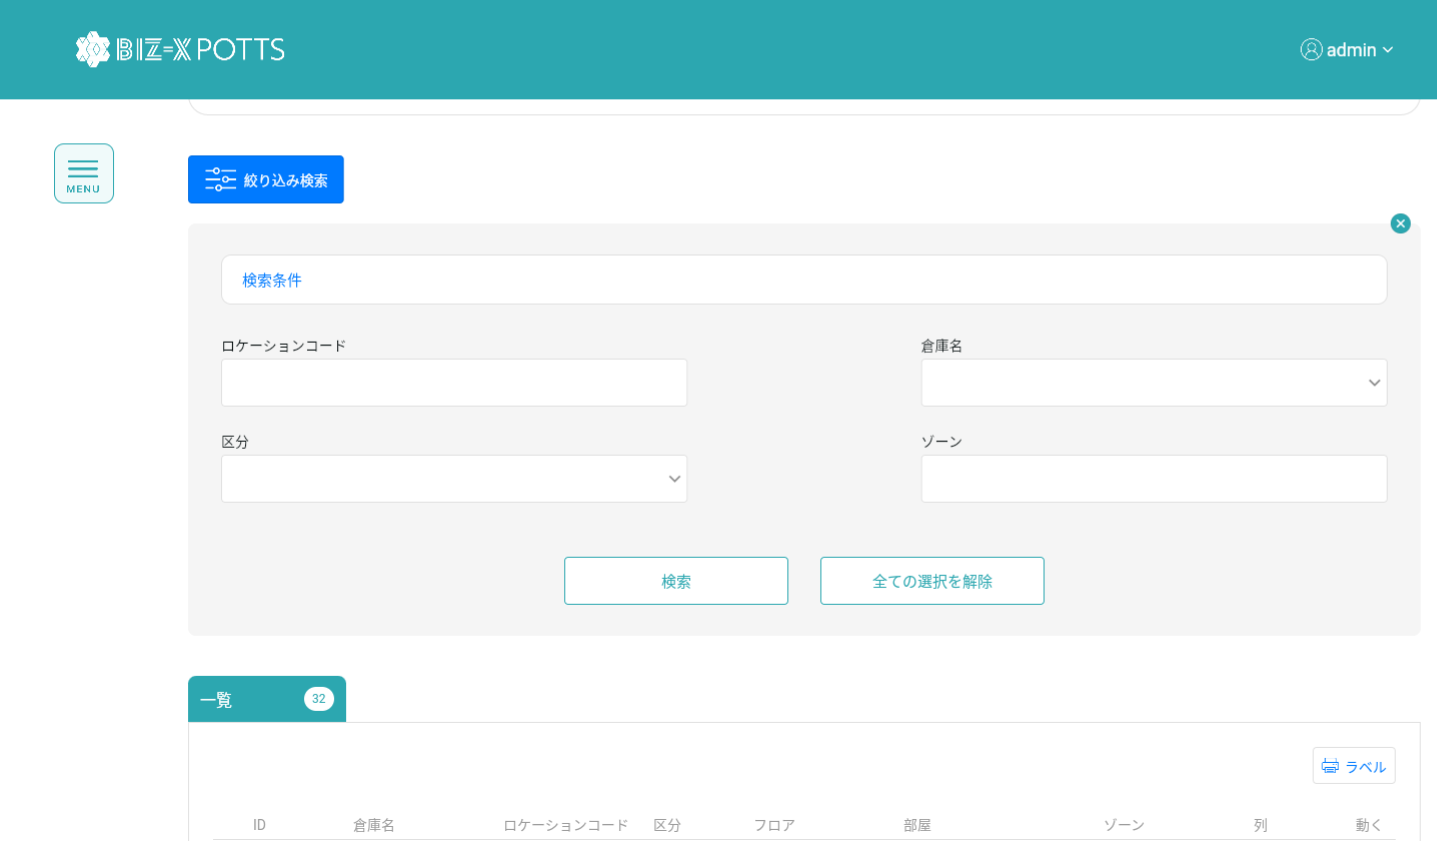 BIZ=X POTTS
admin
MENU
絞り込み検索
検索条件
ロケーションコード
倉庫名
区分
ゾーン
検索
全ての選択を解除
一覧 32
ラベル
ID 倉庫名 ロケーションコード 区分 フロア 部屋 ゾーン 列 動く